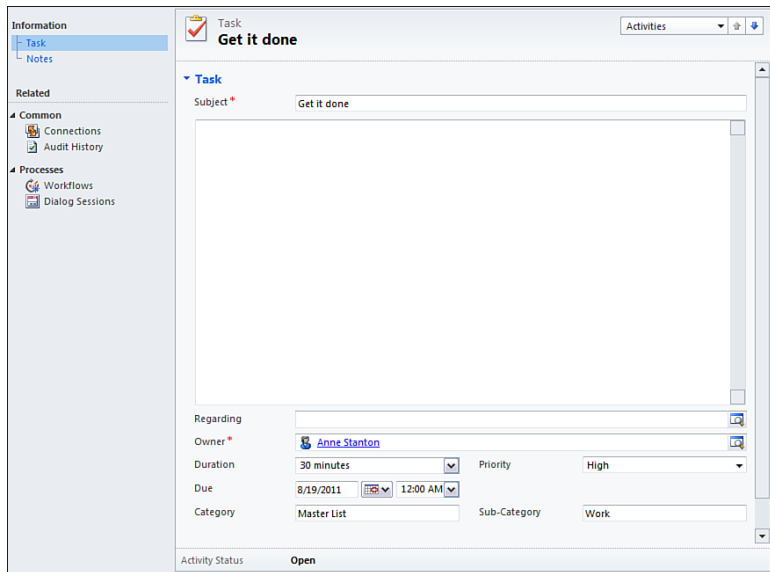 Information
Task
Notes
Related
Common
Connections
Audit History
Processes
Workflows
Dialog Sessions
Task
Get it done
Activities
Task
Subject * Get it done
Regarding
Owner * Anne Stanton
Duration 30 minutes Priority High
Due 8/19/2011 12:00 AM
Category Master List Sub-Category Work
Activity Status Open